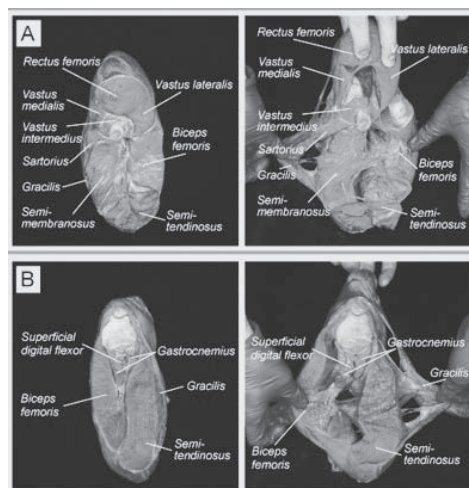 A
Rectus femoris
Vastus lateralis
Vastus
medialis
Vastus
intermedius
Sartorius
Gracilis
Semi-
membranosus
Biceps
femoris
Semi-
tendinosus
Rectus femoris
Vastus lateralis
Vastus
medialis
Vastus
intermedius
Sartorius
Gracilis
Semi-
membranosus
Biceps
femoris
Semi-
tendinosus
B
Superficial
digital flexor
Gastrocnemius
Biceps
femoris
Gracilis
Semi-
tendinosus
Superficial
digital flexor
Gastrocnemius
Gracilis
Biceps
femoris
Semi-
tendinosus